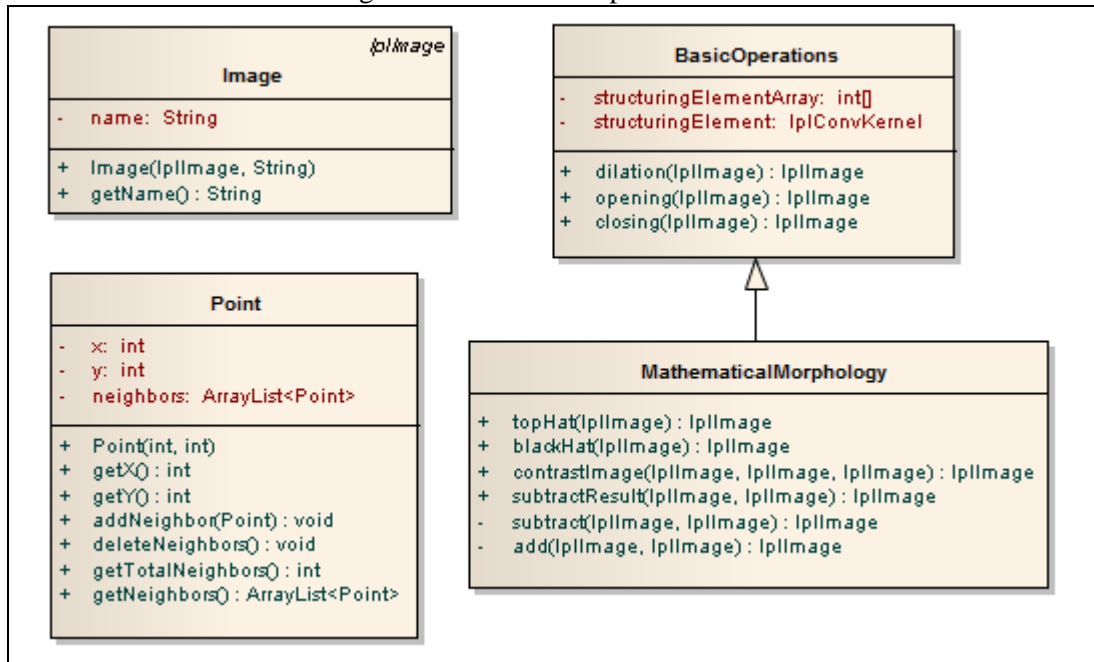 IplImage
Image
- name: String
+ Image(IplImage, String)
+ getName() : String
BasicOperations
- structuringElementArray: int[]
- structuringElement: IplConvKernel
+ dilation(IplImage) : IplImage
+ opening(IplImage) : IplImage
+ closing(IplImage) : IplImage
Point
- x: int
- y: int
- neighbors: ArrayList<Point>
+ Point(int, int)
+ getX() : int
+ getY() : int
+ addNeighbor(Point) : void
+ deleteNeighbors() : void
+ getTotalNeighbors() : int
+ getNeighbors() : ArrayList<Point>
MathematicalMorphology
+ topHat(IplImage) : IplImage
+ blackHat(IplImage) : IplImage
+ contrastImage(IplImage, IplImage, IplImage) : IplImage
+ subtractResult(IplImage, IplImage) : IplImage
- subtract(IplImage, IplImage) : IplImage
- add(IplImage, IplImage) : IplImage